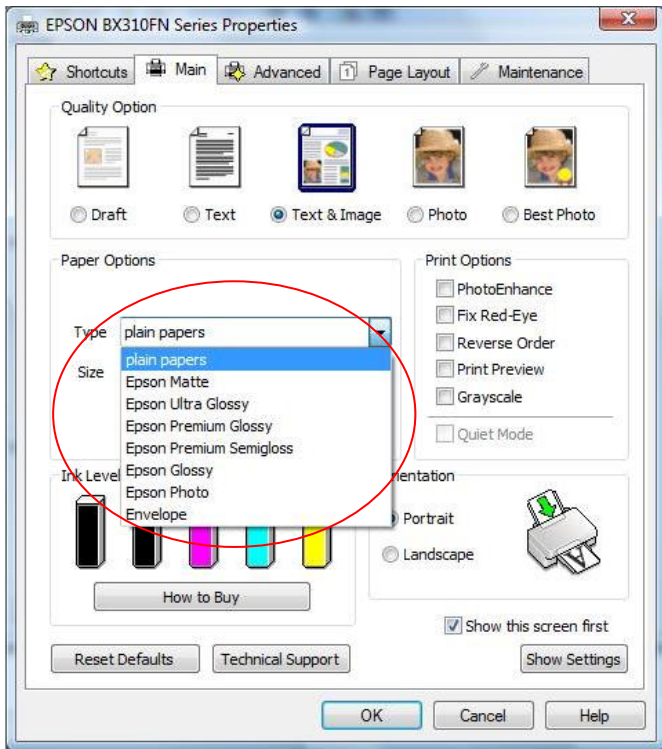 EPSON BX310FN Series Properties
Shortcuts Main Advanced 1 Page Layout Maintenance
Quality Option
Draft Text Text & Image Photo Best Photo
Paper Options
Type plain papers
plain papers
Size
Epson Matte
Epson Ultra Glossy
Epson Premium Glossy
Epson Premium Semigloss
Epson Glossy
Epson Photo
Envelope
Print Options
PhotoEnhance
Fix Red-Eye
Reverse Order
Print Preview
Grayscale
Quiet Mode
Ink Level
How to Buy
Portrait
Landscape
A
Show this screen first
Reset Defaults Technical Support Show Settings
OK Cancel Help